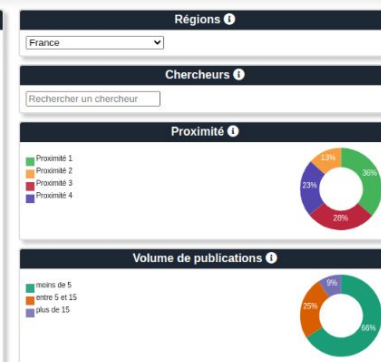 Régions
France
Chercheurs
Rechercher un chercheur
Proximité
Proximité 1
Proximité 2
Proximité 3
Proximité 4
13%
36%
23%
28%
Volume de publications
moins de 5
entre 5 et 15
plus de 15
9%
25%
66%